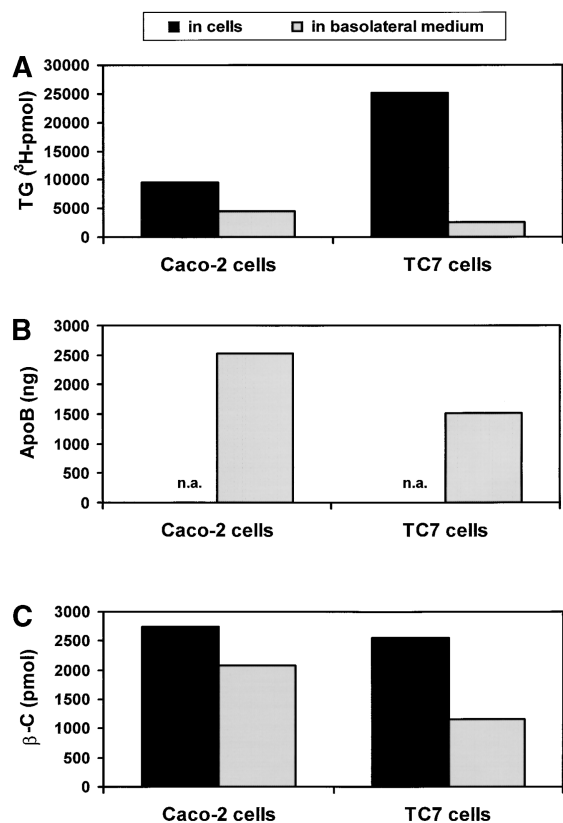 in cells in basolateral medium
A
TG (³H-pmol)
30000
25000
20000
15000
10000
5000
0
Caco-2 cells TC7 cells
B
ApoB (ng)
3000
2500
2000
1500
1000
500
0
n.a. n.a.
Caco-2 cells TC7 cells
C
β-C (pmol)
3000
2500
2000
1500
1000
500
0
Caco-2 cells TC7 cells